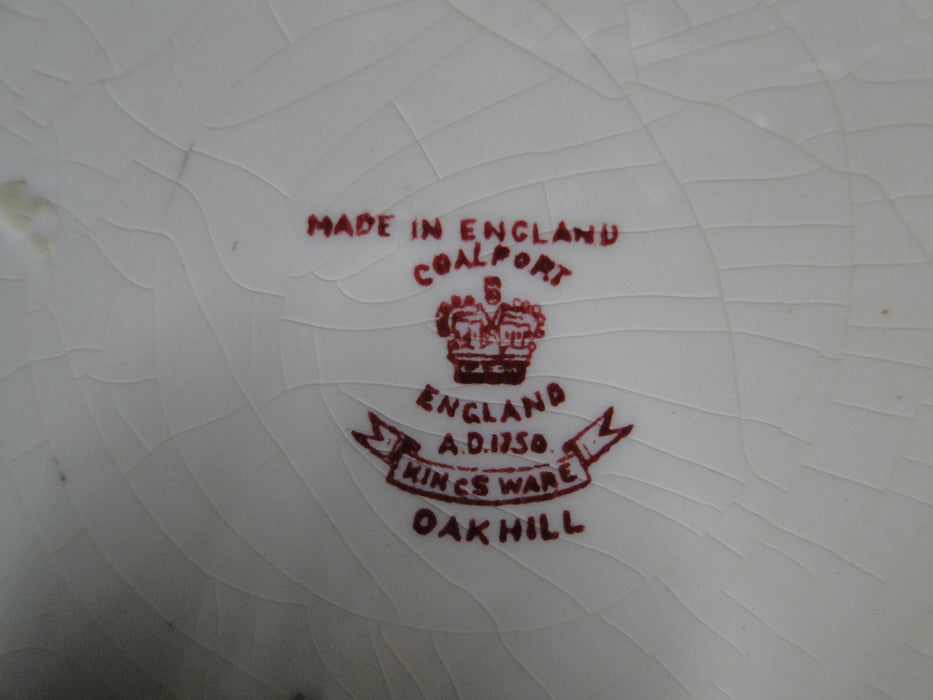 MADE IN ENGLAND
COALPORT
ENGLAND
A.D.1750.
KINGS WARE
OAKHILL